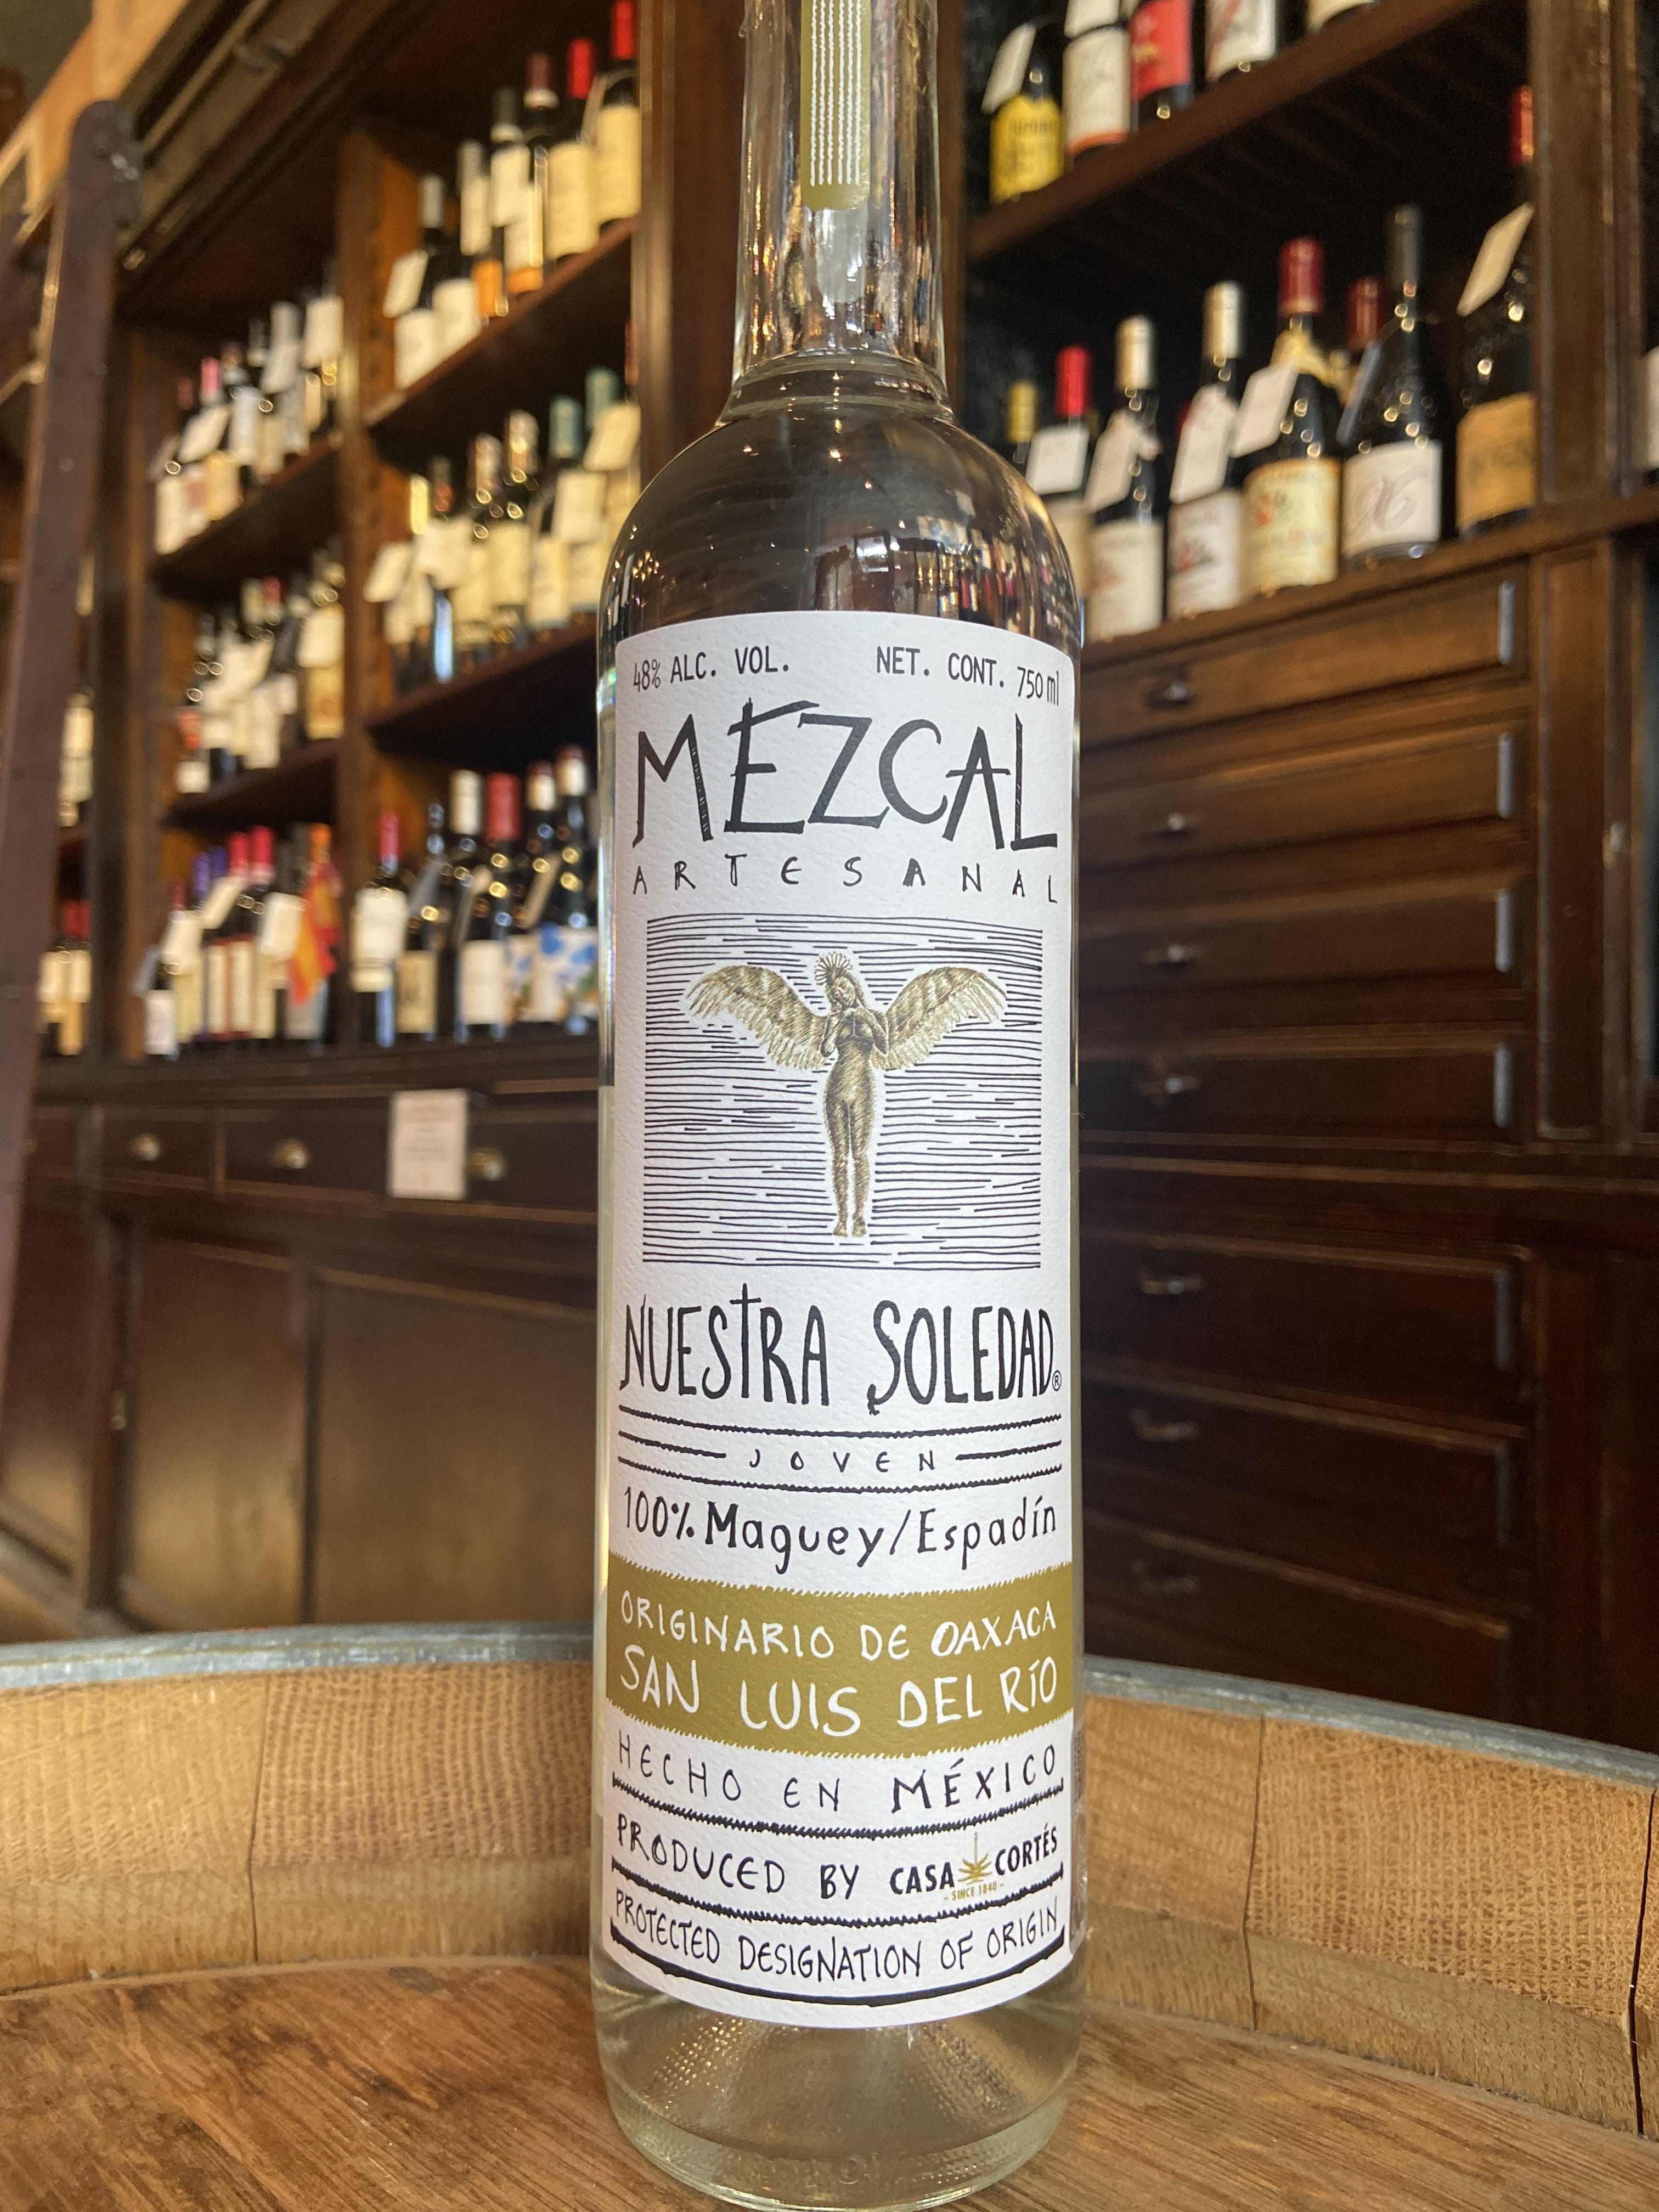 48% ALC. VOL. NET. CONT. 750 ml
MEZCAL
ARTESANAL
NUESTRA SOLEDAD®
JOVEN
100% Maguey/Espadín
ORIGINARIO DE OAXACA
SAN LUIS DEL RÍO
HECHO EN MÉXICO
PRODUCED BY CASA CORTÉS
- SINCE 1840 -
PROTECTED DESIGNATION OF ORIGIN